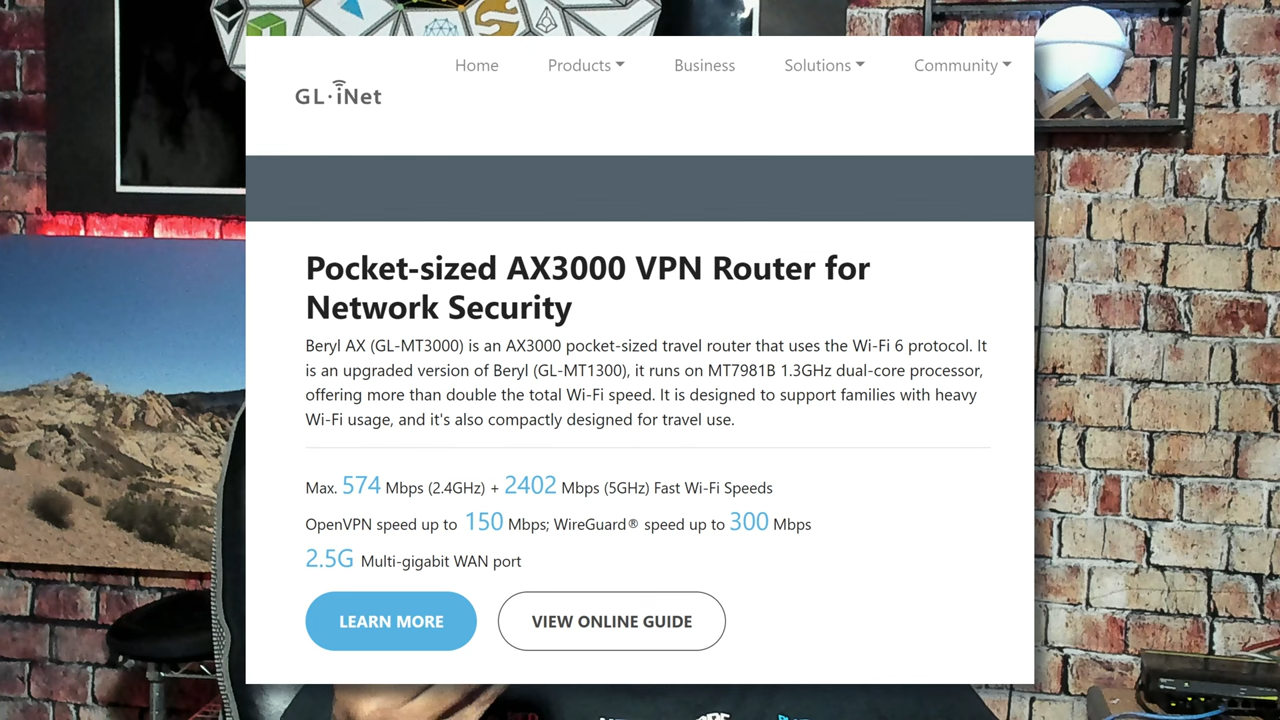 Home
Products
Business
Solutions
Community
GL·iNet
Pocket-sized AX3000 VPN Router for
Network Security
Beryl AX (GL-MT3000) is an AX3000 pocket-sized travel router that uses the Wi-Fi 6 protocol. It
is an upgraded version of Beryl (GL-MT1300), it runs on MT7981B 1.3GHz dual-core processor,
offering more than double the total Wi-Fi speed. It is designed to support families with heavy
Wi-Fi usage, and it's also compactly designed for travel use.
Max. 574 Mbps (2.4GHz) + 2402 Mbps (5GHz) Fast Wi-Fi Speeds
OpenVPN speed up to 150 Mbps; WireGuard® speed up to 300 Mbps
2.5G Multi-gigabit WAN port
LEARN MORE
VIEW ONLINE GUIDE